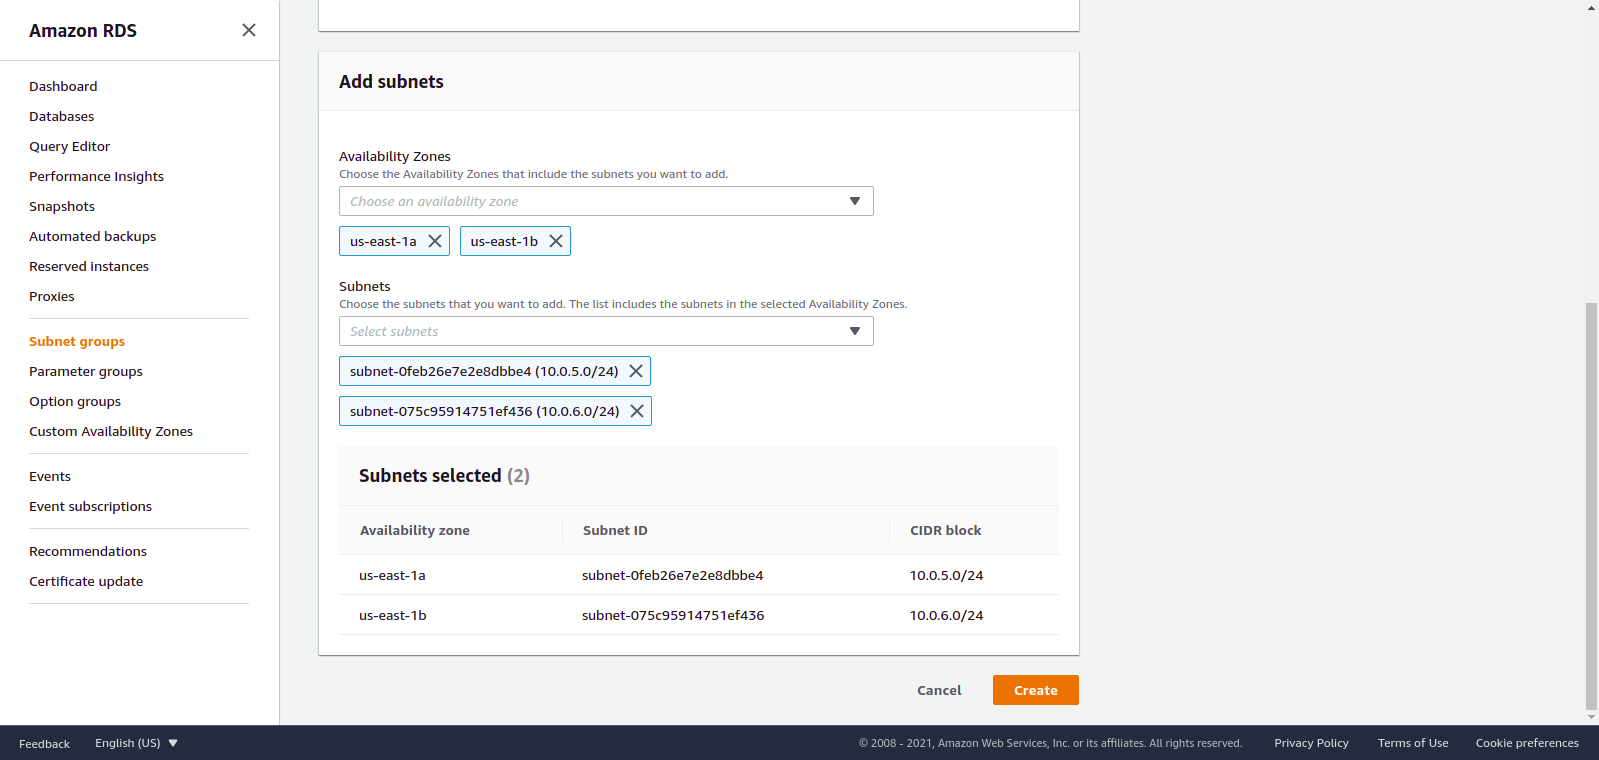 Amazon RDS
Dashboard
Databases
Query Editor
Performance Insights
Snapshots
Automated backups
Reserved instances
Proxies
Subnet groups
Parameter groups
Option groups
Custom Availability Zones
Events
Event subscriptions
Recommendations
Certificate update
Add subnets
Availability Zones
Choose the Availability Zones that include the subnets you want to add.
Choose an availability zone
us-east-1a us-east-1b
Subnets
Choose the subnets that you want to add. The list includes the subnets in the selected Availability Zones.
Select subnets
subnet-0feb26e7e2e8dbbe4 (10.0.5.0/24)
subnet-075c95914751ef436 (10.0.6.0/24)
Subnets selected (2)
Availability zone Subnet ID CIDR block
us-east-1a subnet-0feb26e7e2e8dbbe4 10.0.5.0/24
us-east-1b subnet-075c95914751ef436 10.0.6.0/24
Cancel Create
Feedback English (US) © 2008 - 2021, Amazon Web Services, Inc. or its affiliates. All rights reserved. Privacy Policy Terms of Use Cookie preferences